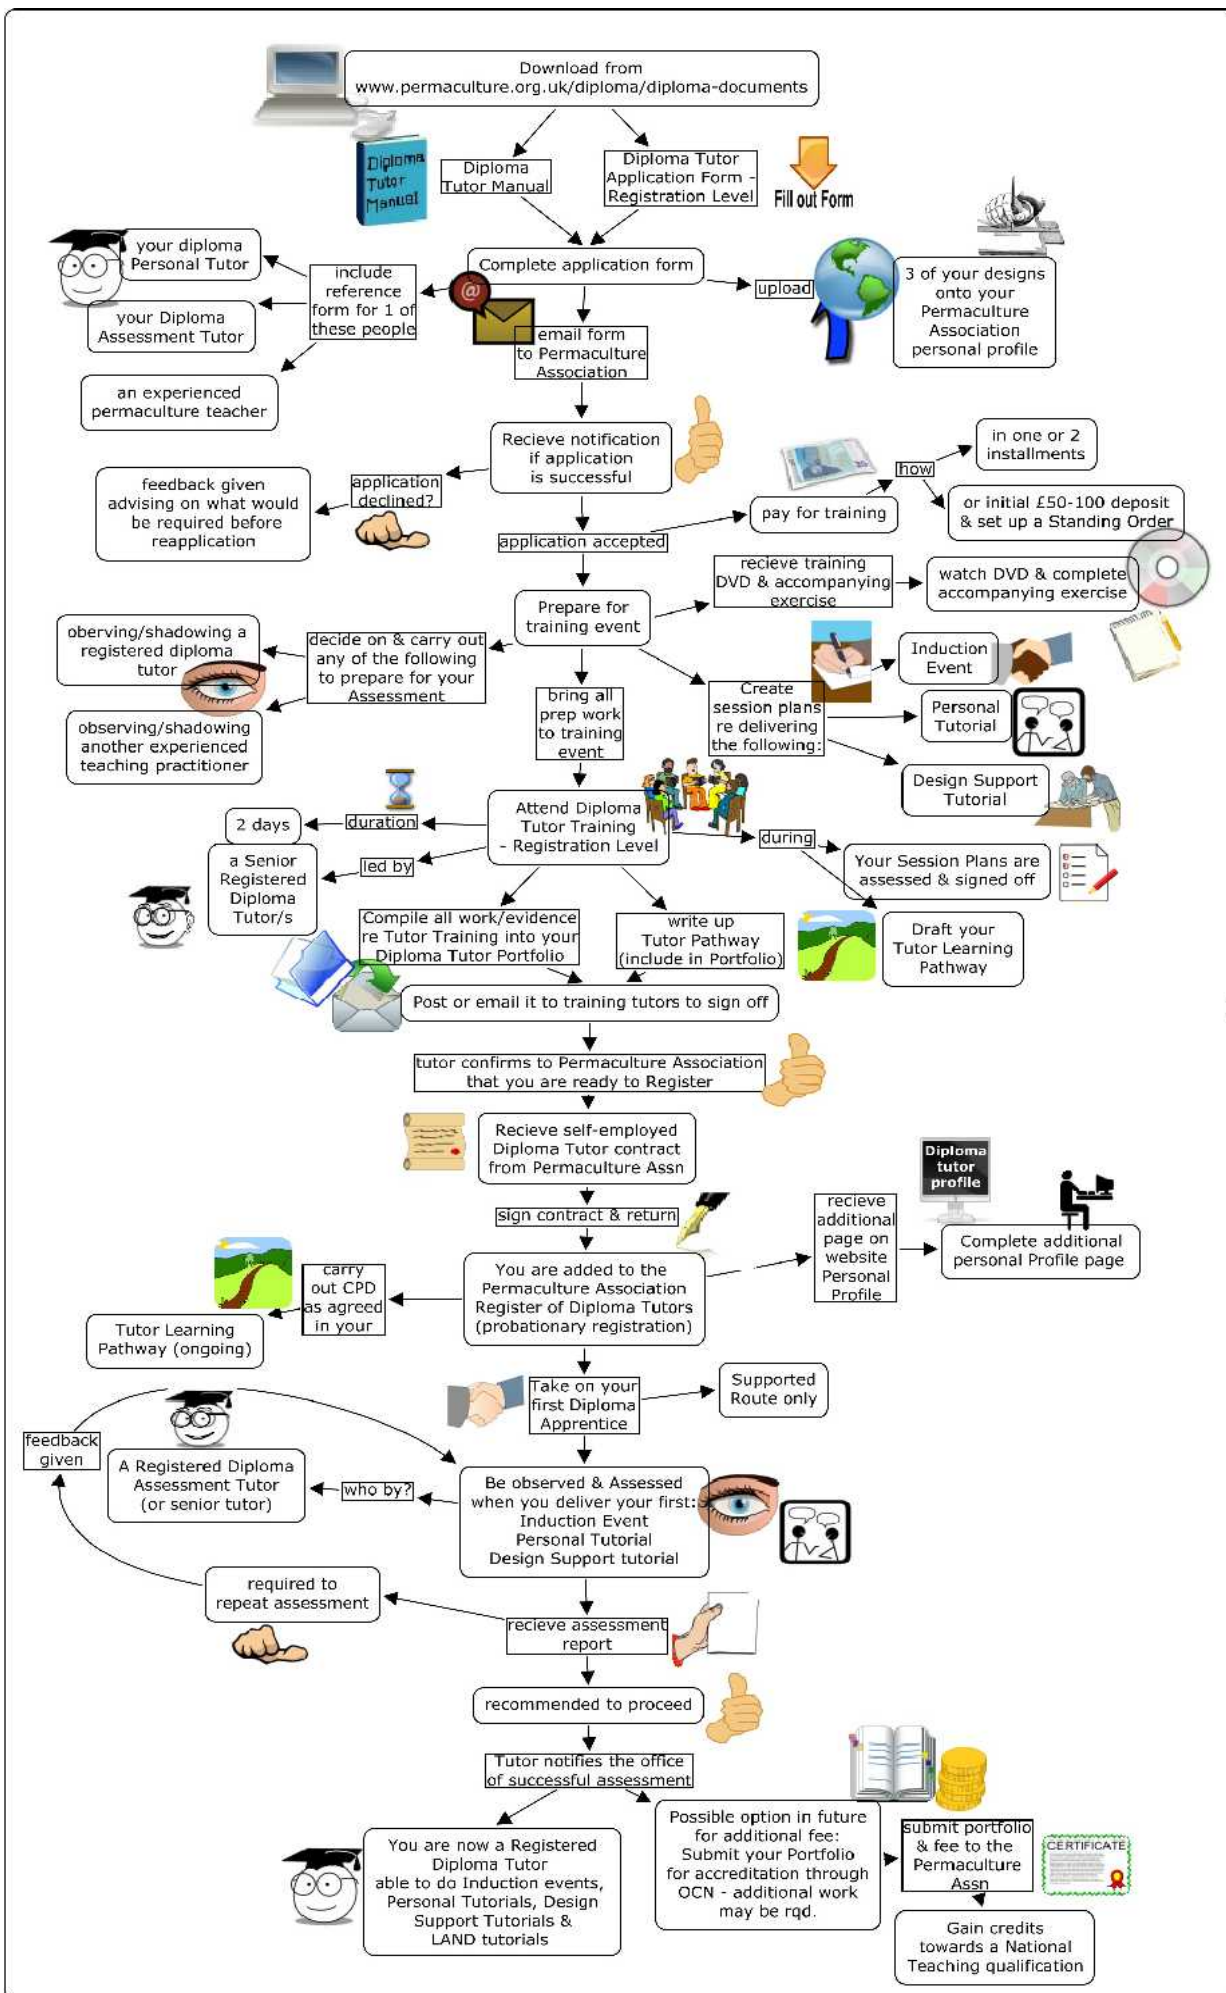 Download from
www.permaculture.org.uk/diploma/diploma-documents
Diploma
Tutor
Manual
Diploma
Tutor Manual
Diploma Tutor
Application Form -
Registration Level
Fill out Form
your diploma
Personal Tutor
include
reference
form for 1 of
these people
Complete application form
@
upload
3 of your designs
onto your
Permaculture
Association
personal profile
your Diploma
Assessment Tutor
email form
to Permaculture
Association
an experienced
permaculture teacher
Recieve notification
if application
is successful
in one or 2
installments
how
application
declined?
feedback given
advising on what would
be required before
reapplication
pay for training
or initial £50-100 deposit
& set up a Standing Order
application accepted
recieve training
DVD & accompanying
exercise
watch DVD & complete
accompanying exercise
Prepare for
training event
oberving/shadowing a
registered diploma
tutor
decide on & carry out
any of the following
to prepare for your
Assessment
Induction
Event
bring all
prep work
to training
event
Create
session plans
re delivering
the following:
Personal
Tutorial
observing/shadowing
another experienced
teaching practitioner
Design Support
Tutorial
Attend Diploma
Tutor Training
- Registration Level
2 days
duration
during
led by
a Senior
Registered
Diploma
Tutor/s
Your Session Plans are
assessed & signed off
Compile all work/evidence
re Tutor Training into your
Diploma Tutor Portfolio
write up
Tutor Pathway
(include in Portfolio)
Draft your
Tutor Learning
Pathway
Post or email it to training tutors to sign off
tutor confirms to Permaculture Association
that you are ready to Register
Recieve self-employed
Diploma Tutor contract
from Permaculture Assn
Diploma
tutor
profile
sign contract & return
recieve
additional
page on
website
Personal
Profile
Complete additional
personal Profile page
You are added to the
Permaculture Association
Register of Diploma Tutors
(probationary registration)
carry
out CPD
as agreed
in your
Tutor Learning
Pathway (ongoing)
Take on your
first Diploma
Apprentice
Supported
Route only
feedback
given
A Registered Diploma
Assessment Tutor
(or senior tutor)
who by?
Be observed & Assessed
when you deliver your first:
Induction Event
Personal Tutorial
Design Support tutorial
required to
repeat assessment
recieve assessment
report
recommended to proceed
Tutor notifies the office
of successful assessment
You are now a Registered
Diploma Tutor
able to do Induction events,
Personal Tutorials, Design
Support Tutorials &
LAND tutorials
Possible option in future
for additional fee:
Submit your Portfolio
for accreditation through
OCN - additional work
may be rqd.
submit portfolio
& fee to the
Permaculture
Assn
CERTIFICATE
Gain credits
towards a National
Teaching qualification